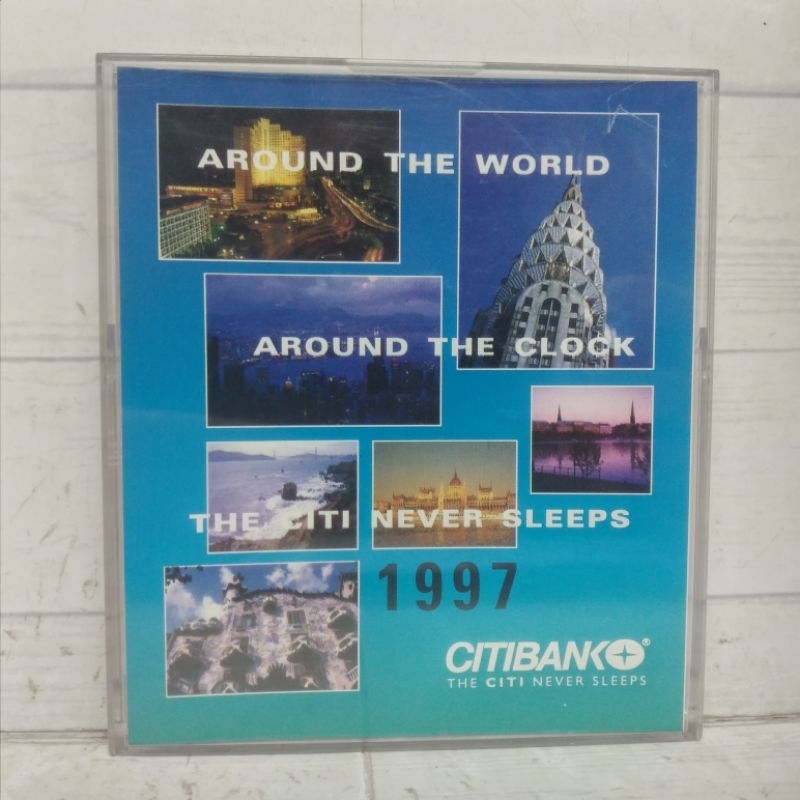 AROUND THE WORLD
AROUND THE CLOCK
THE CITI NEVER SLEEPS
1997
CITIBANK®
THE CITI NEVER SLEEPS